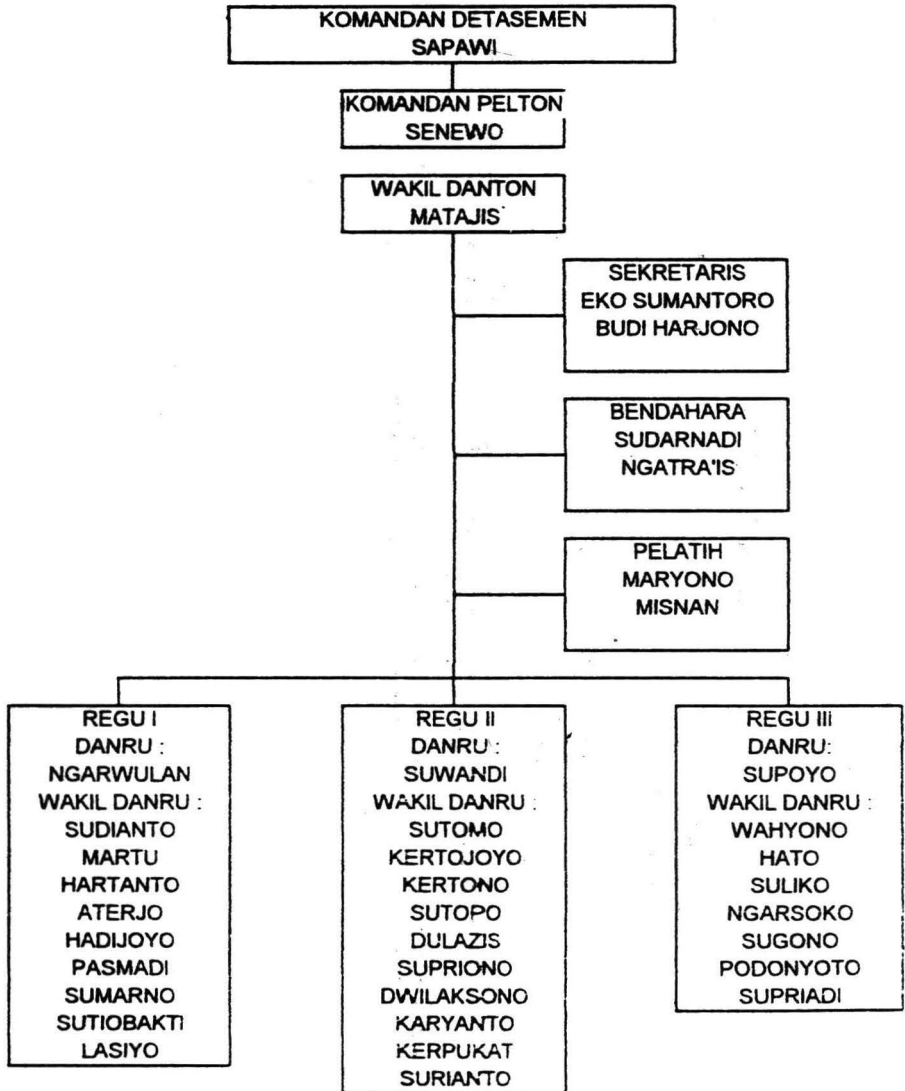 KOMANDAN DETASEMEN
SAPAWI
KOMANDAN PELTON
SENEWO
WAKIL DANTON
MATAJIS
SEKRETARIS
EKO SUMANTORO
BUDI HARJONO
BENDAHARA
SUDARNADI
NGATRA'IS
PELATIH
MARYONO
MISNAN
REGU I
DANRU :
NGARWULAN
WAKIL DANRU :
SUDIANTO
MARTU
HARTANTO
ATERJO
HADIJOYO
PASMADI
SUMARNO
SUTIOBAKTI
LASIYO
REGU II
DANRU :
SUWANDI
WAKIL DANRU :
SUTOMO
KERTOJOYO
KERTONO
SUTOPO
DULAZIS
SUPRIONO
DWILAKSONO
KARYANTO
KERPUKAT
SURIANTO
REGU III
DANRU:
SUPOYO
WAKIL DANRU :
WAHYONO
HATO
SULIKO
NGARSOKO
SUGONO
PODONYOTO
SUPRIADI